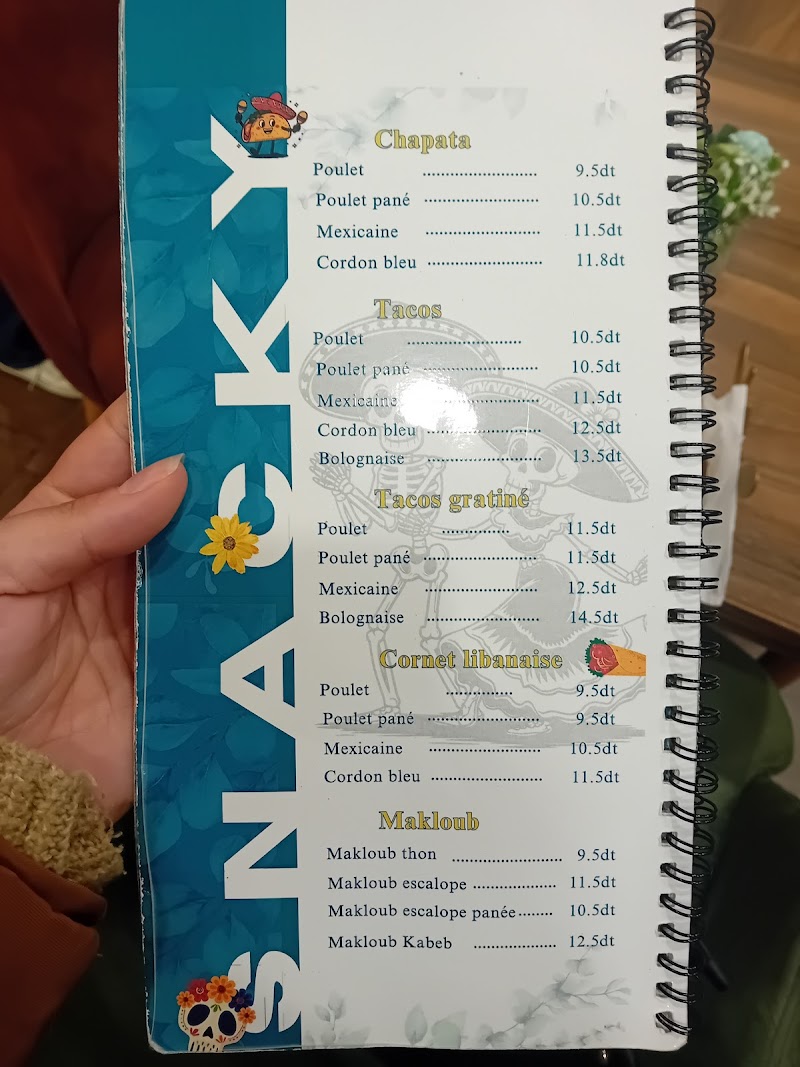 SNACKY
Chapata
Poulet ........................ 9.5dt
Poulet pané ........................ 10.5dt
Mexicaine ........................ 11.5dt
Cordon bleu ........................ 11.8dt
Tacos
Poulet ........................ 10.5dt
Poulet pané ........................ 10.5dt
Mexicaine ........................ 11.5dt
Cordon bleu ........................ 12.5dt
Bolognaise ........................ 13.5dt
Tacos gratiné
Poulet .............. 11.5dt
Poulet pané ........................ 11.5dt
Mexicaine ........................ 12.5dt
Bolognaise ........................ 14.5dt
Cornet libanaise
Poulet .............. 9.5dt
Poulet pané ........................ 9.5dt
Mexicaine ........................ 10.5dt
Cordon bleu ........................ 11.5dt
Makloub
Makloub thon ........................ 9.5dt
Makloub escalope .................. 11.5dt
Makloub escalope panée ........ 10.5dt
Makloub Kabeb .................. 12.5dt